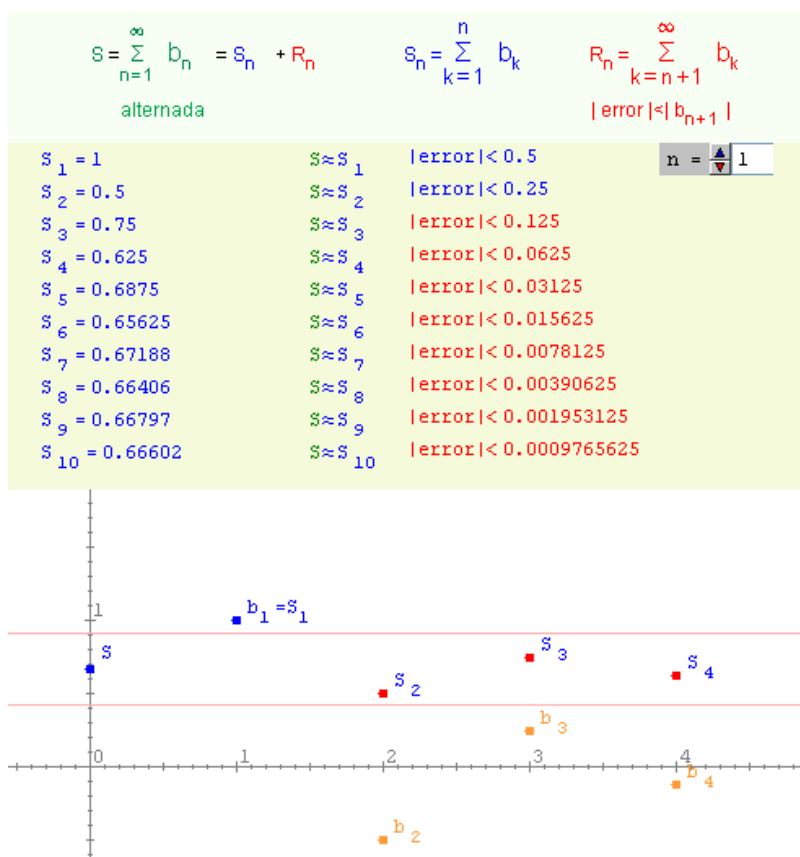 S = ∑ b_n = S_n + R_n   S_n = ∑ b_k   R_n = ∑ b_k
∞   n   ∞
n=1   k=1   k=n+1
alternada   |error|<|b_{n+1}|
S_1 = 1   S≈S_1   |error|< 0.5   n = 1
S_2 = 0.5   S≈S_2   |error|< 0.25
S_3 = 0.75   S≈S_3   |error|< 0.125
S_4 = 0.625   S≈S_4   |error|< 0.0625
S_5 = 0.6875   S≈S_5   |error|< 0.03125
S_6 = 0.65625   S≈S_6   |error|< 0.015625
S_7 = 0.67188   S≈S_7   |error|< 0.0078125
S_8 = 0.66406   S≈S_8   |error|< 0.00390625
S_9 = 0.66797   S≈S_9   |error|< 0.001953125
S_10 = 0.66602   S≈S_10   |error|< 0.0009765625
1   b_1 = S_1
S   S_2   S_3   S_4
b_3
0   1   2   3   4
b_4
b_2